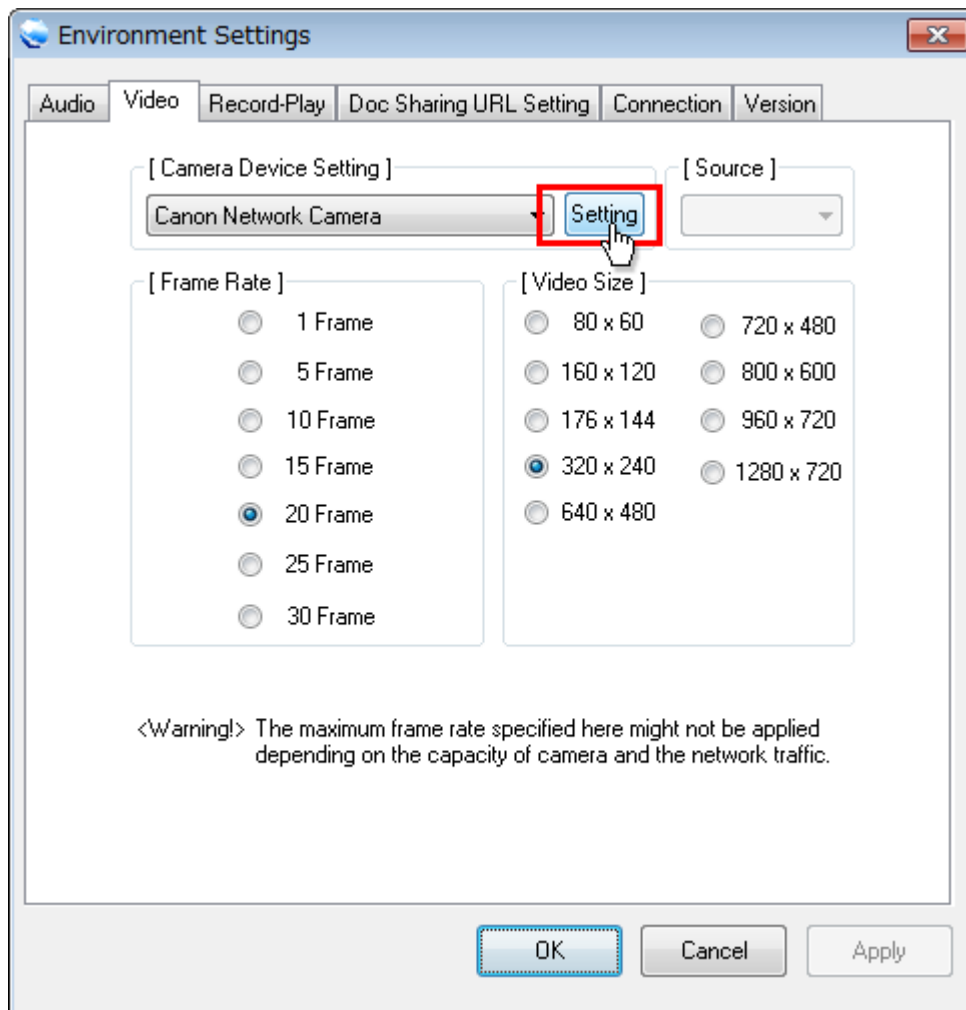 Environment Settings
Audio Video Record-Play Doc Sharing URL Setting Connection Version
[ Camera Device Setting ] [ Source ]
Canon Network Camera Setting
[ Frame Rate ] [ Video Size ]
1 Frame 80 x 60 720 x 480
5 Frame 160 x 120 800 x 600
10 Frame 176 x 144 960 x 720
15 Frame 320 x 240 1280 x 720
20 Frame 640 x 480
25 Frame
30 Frame
<Warning!> The maximum frame rate specified here might not be applied
depending on the capacity of camera and the network traffic.
OK Cancel Apply